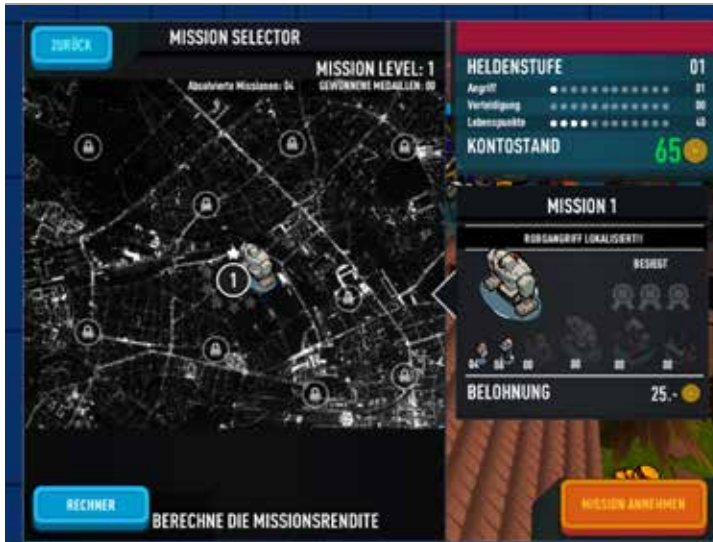 ZURÜCK
MISSION SELECTOR
MISSION LEVEL: 1
Absolvierte Missionen: 04
GEWONNENE MEDAILLEN: 00
1
RECHNER
BERECHNE DIE MISSIONSRENDITE
HELDENSTUFE 01
Angriff 01
Verteidigung 00
Lebenspunkte 40
KONTOSTAND 65
MISSION 1
ROBOANGRIFF LOKALISIERT!!
BESIEGT
04 00 00 00 00
BELOHNUNG 25.-
MISSION ANNEHMEN